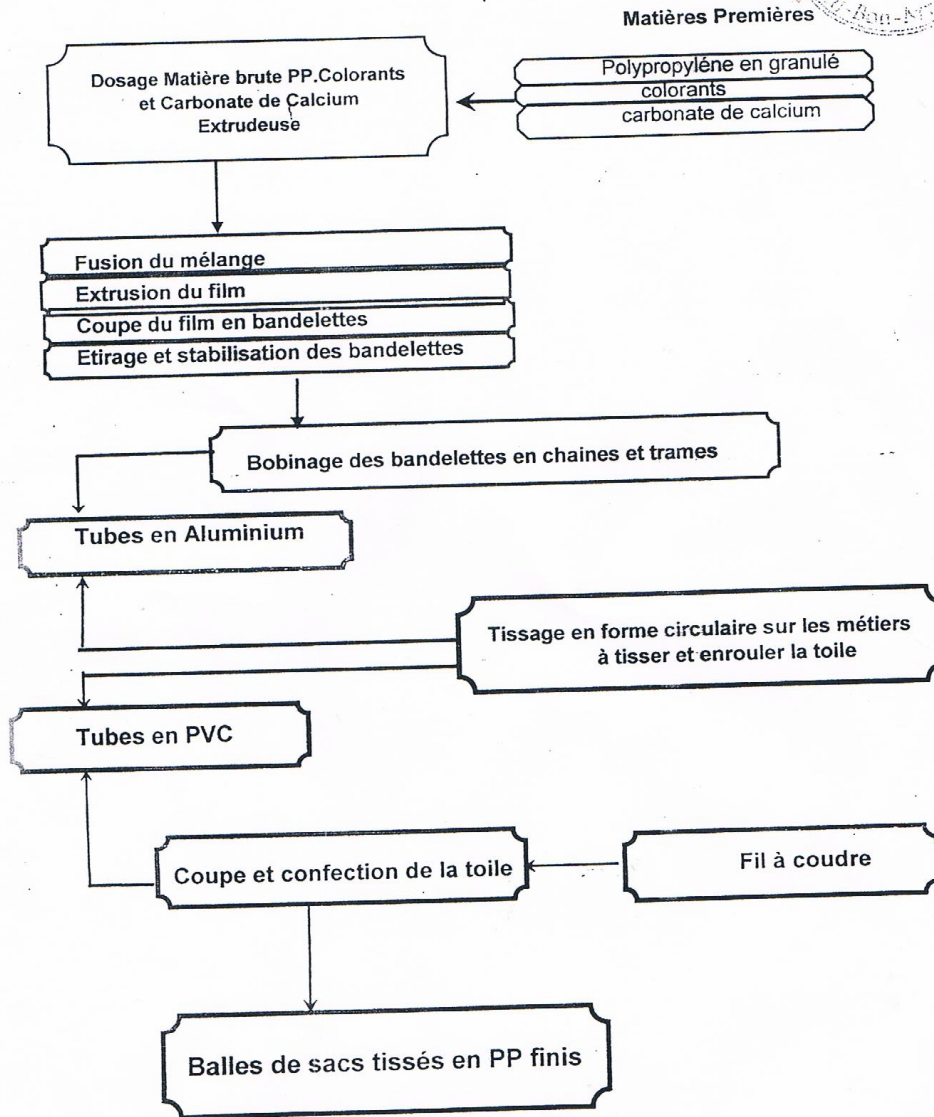 Matières Premières
Dosage Matière brute PP.Colorants
et Carbonate de Calcium
Extrudeuse
Polypropyléne en granulé
colorants
carbonate de calcium
Fusion du mélange
Extrusion du film
Coupe du film en bandelettes
Etirage et stabilisation des bandelettes
Bobinage des bandelettes en chaines et trames
Tubes en Aluminium
Tissage en forme circulaire sur les métiers
à tisser et enrouler la toile
Tubes en PVC
Coupe et confection de la toile
Fil à coudre
Balles de sacs tissés en PP finis